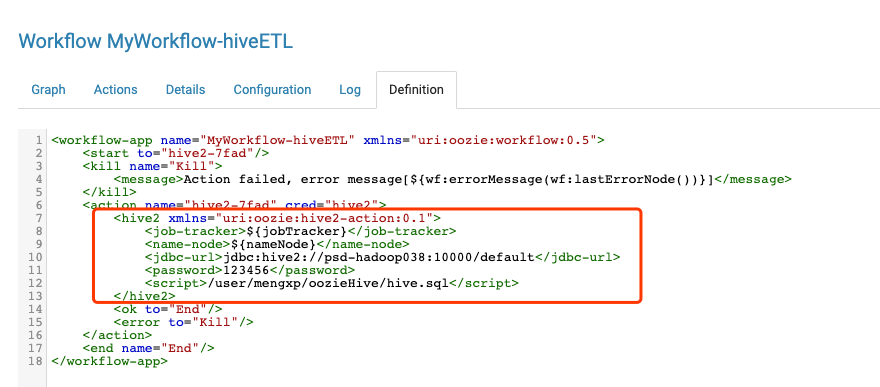 Workflow MyWorkflow-hiveETL
Graph Actions Details Configuration Log Definition
1 <workflow-app name="MyWorkflow-hiveETL" xmlns="uri:oozie:workflow:0.5">
2 <start to="hive2-7fad"/>
3 <kill name="Kill">
4 <message>Action failed, error message[${wf:errorMessage(wf:lastErrorNode())}]</message>
5 </kill>
6 <action name="hive2-7fad" cred="hive2">
7 <hive2 xmlns="uri:oozie:hive2-action:0.1">
8 <job-tracker>${jobTracker}</job-tracker>
9 <name-node>${nameNode}</name-node>
10 <jdbc-url>jdbc:hive2://psd-hadoop038:10000/default</jdbc-url>
11 <password>123456</password>
12 <script>/user/mengxp/oozieHive/hive.sql</script>
13 </hive2>
14 <ok to="End"/>
15 <error to="Kill"/>
16 </action>
17 <end name="End"/>
18 </workflow-app>